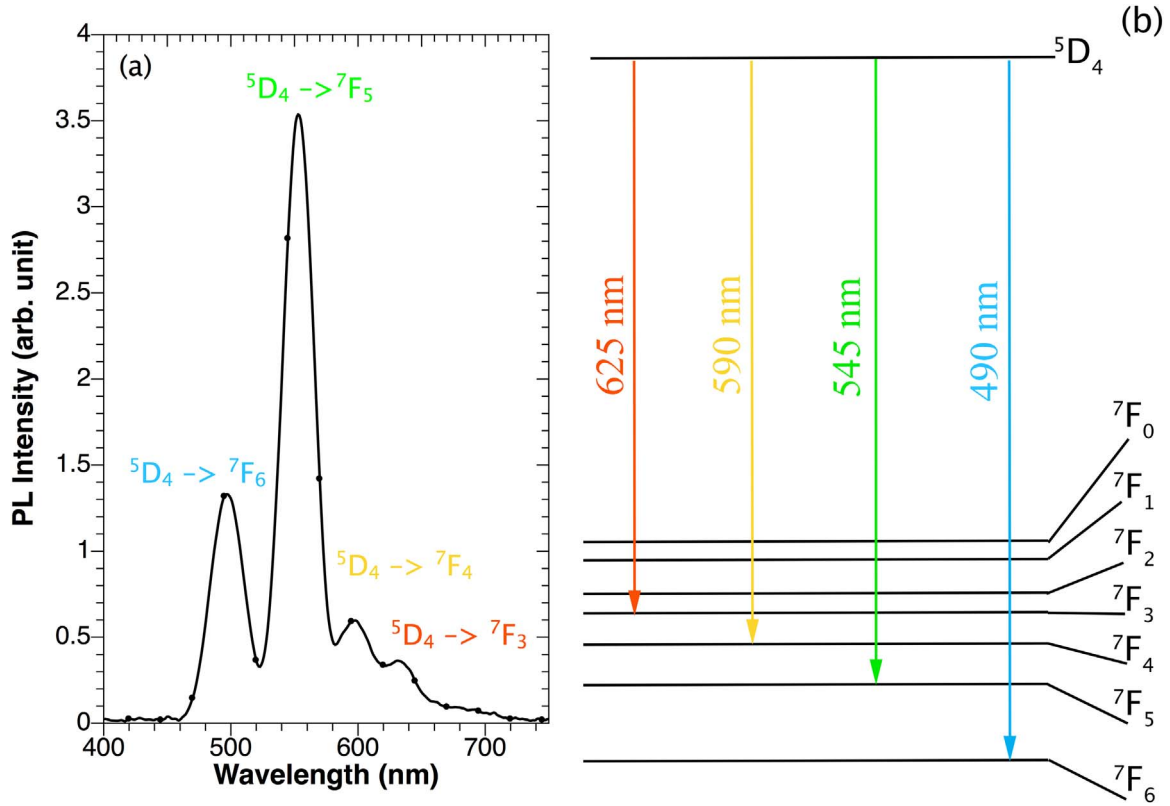 (a)
⁵D₄ –> ⁷F₅
⁵D₄ –> ⁷F₆
⁵D₄ –> ⁷F₄
⁵D₄ –> ⁷F₃
PL Intensity (arb. unit)
4
3.5
3
2.5
2
1.5
1
0.5
0
400 500 600 700
Wavelength (nm)
(b)
⁵D₄
625 nm
590 nm
545 nm
490 nm
⁷F₀
⁷F₁
⁷F₂
⁷F₃
⁷F₄
⁷F₅
⁷F₆